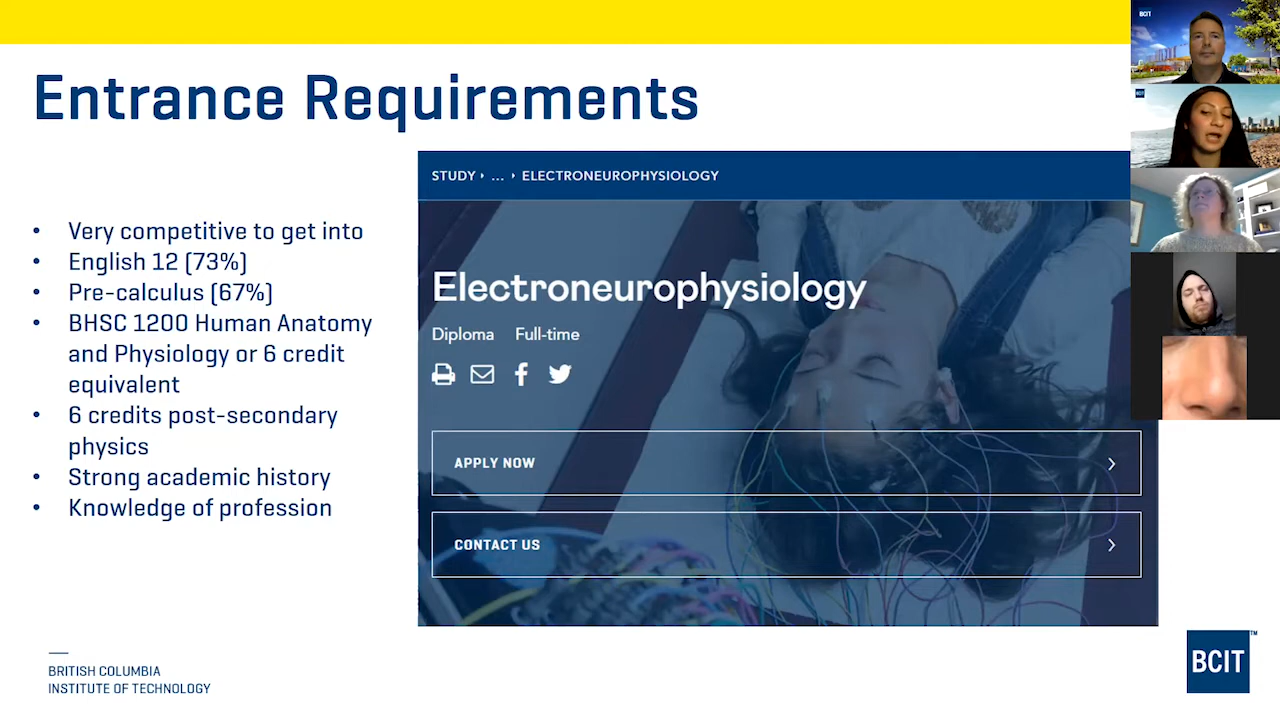 Entrance Requirements
• Very competitive to get into
• English 12 (73%)
• Pre-calculus (67%)
• BHSC 1200 Human Anatomy
and Physiology or 6 credit
equivalent
• 6 credits post-secondary
physics
• Strong academic history
• Knowledge of profession
STUDY › ... › ELECTRONEUROPHYSIOLOGY
Electroneurophysiology
Diploma Full-time
APPLY NOW
CONTACT US
BCIT
BCIT
BRITISH COLUMBIA
INSTITUTE OF TECHNOLOGY
BCIT™